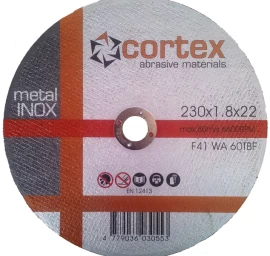 cortex
abrasive materials
metal
INOX
230x1.8x22
F41 WA 60TBF
EN 12413
4 779036 030553